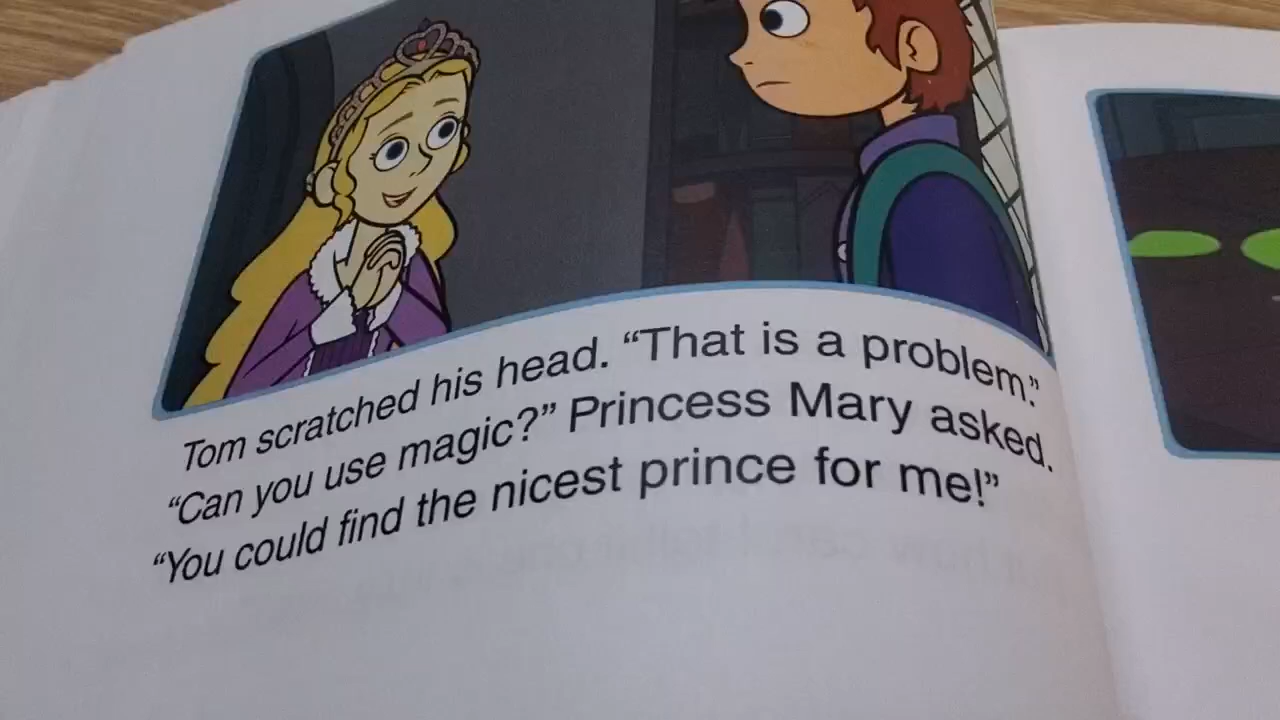 Tom scratched his head. “That is a problem.”
“Can you use magic?” Princess Mary asked.
“You could find the nicest prince for me!”